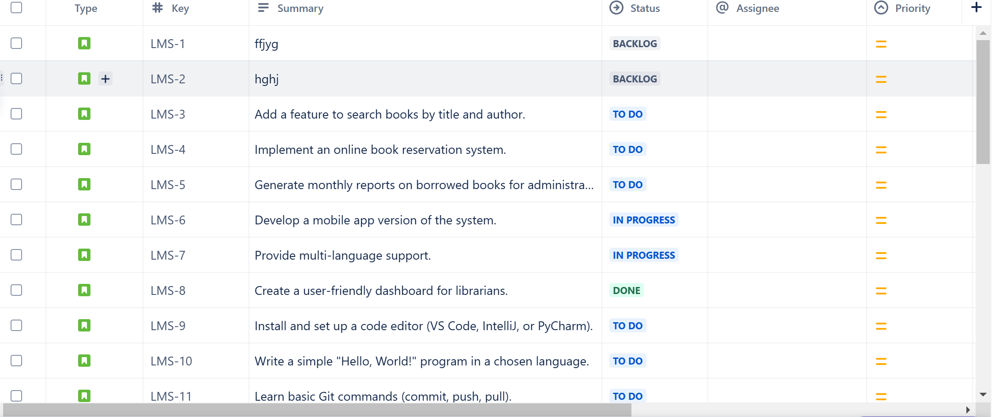 Type Key Summary Status @ Assignee Priority
LMS-1 ffjyg BACKLOG
LMS-2 hghj BACKLOG
LMS-3 Add a feature to search books by title and author. TO DO
LMS-4 Implement an online book reservation system. TO DO
LMS-5 Generate monthly reports on borrowed books for administra... TO DO
LMS-6 Develop a mobile app version of the system. IN PROGRESS
LMS-7 Provide multi-language support. IN PROGRESS
LMS-8 Create a user-friendly dashboard for librarians. DONE
LMS-9 Install and set up a code editor (VS Code, IntelliJ, or PyCharm). TO DO
LMS-10 Write a simple "Hello, World!" program in a chosen language. TO DO
LMS-11 Learn basic Git commands (commit, push, pull). TO DO